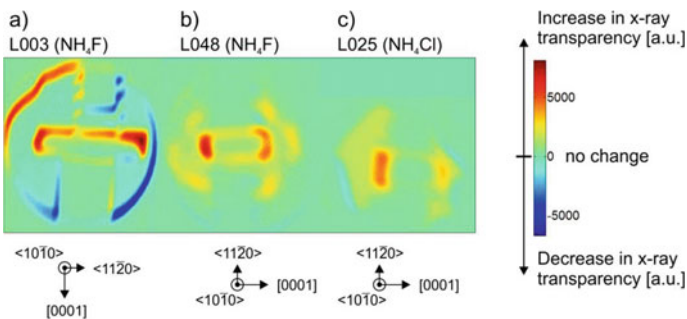 a)
L003 (NH₄F)
b)
L048 (NH₄F)
c)
L025 (NH₄Cl)
Increase in x-ray
transparency [a.u.]
5000
0
no change
-5000
Decrease in x-ray
transparency [a.u.]
<101̄0>
<112̄0>
[0001]
<112̄0>
[0001]
<101̄0>
<112̄0>
[0001]
<101̄0>